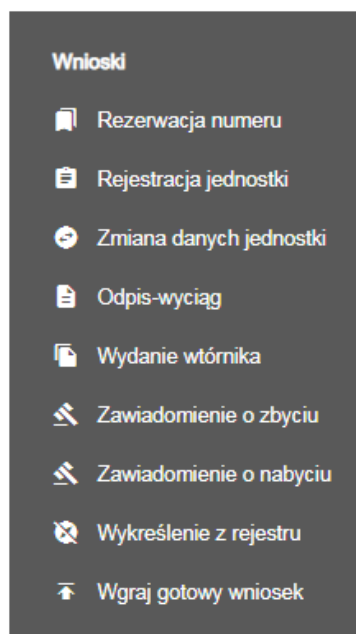 Wnioski
Rezerwacja numeru
Rejestracja jednostki
Zmiana danych jednostki
Odpis-wyciąg
Wydanie wtórnika
Zawiadomienie o zbyciu
Zawiadomienie o nabyciu
Wykreślenie z rejestru
Wgraj gotowy wniosek